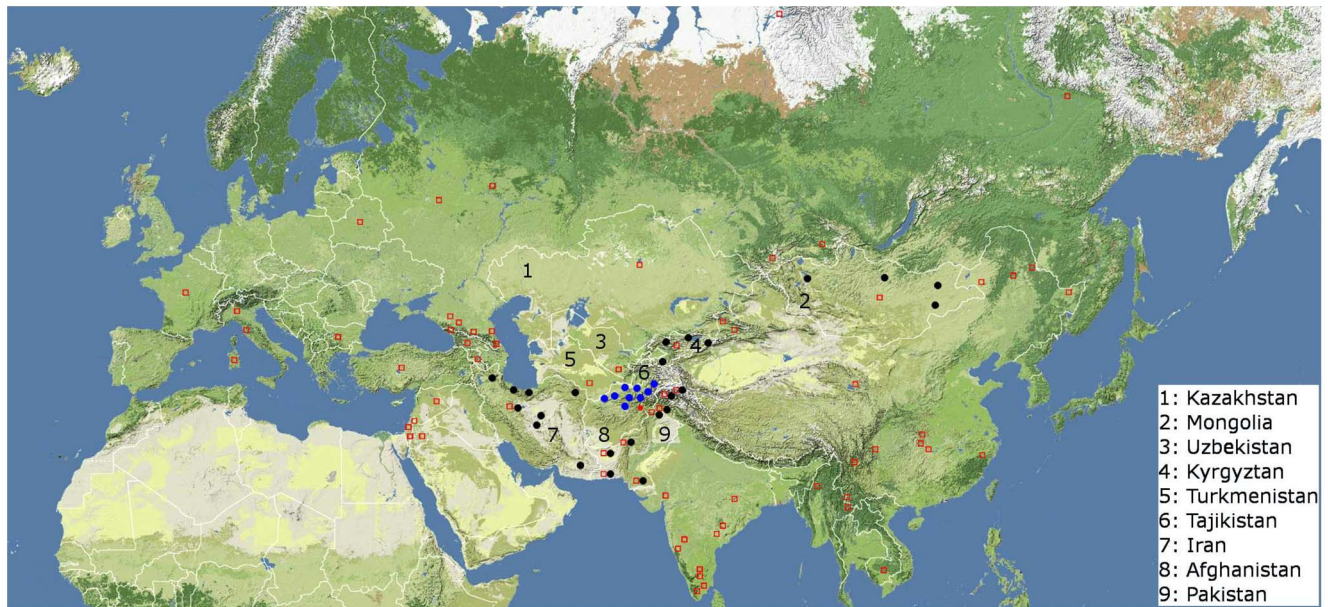 1
2
3
4
5
6
7
8
9
1: Kazakhstan
2: Mongolia
3: Uzbekistan
4: Kyrgyztan
5: Turkmenistan
6: Tajikistan
7: Iran
8: Afghanistan
9: Pakistan